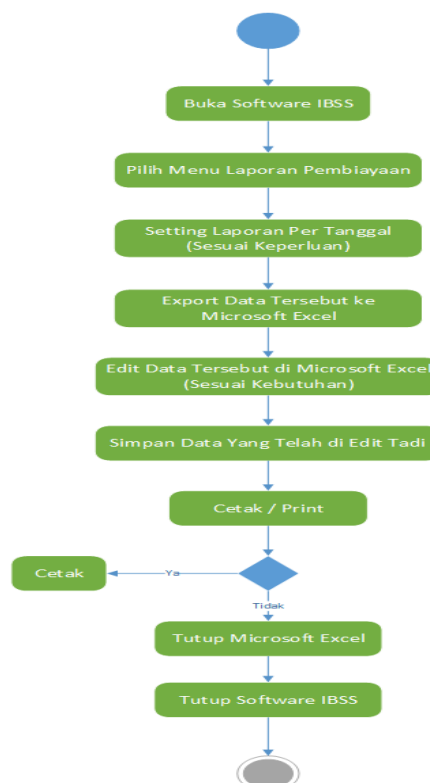 Buka Software IBSS
Pilih Menu Laporan Pembiayaan
Setting Laporan Per Tanggal
(Sesuai Keperluan)
Export Data Tersebut ke
Microsoft Excel
Edit Data Tersebut di Microsoft Excel
(Sesuai Kebutuhan)
Simpan Data Yang Telah di Edit Tadi
Cetak / Print
Cetak
Ya
Tidak
Tutup Microsoft Excel
Tutup Software IBSS